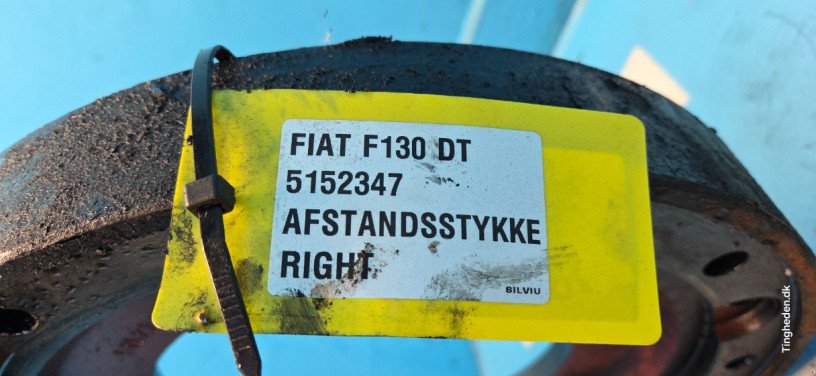 FIAT F130 DT
5152347
AFSTANDSSTYKKE
RIGHT
SILVIU
Tingheden.dk